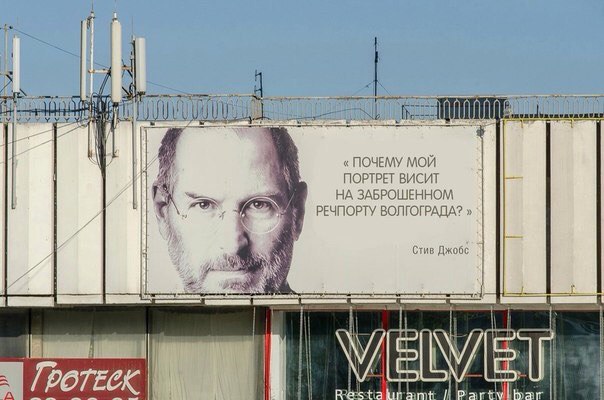 « ПОЧЕМУ МОЙ
ПОРТРЕТ ВИСИТ
НА ЗАБРОШЕННОМ
РЕЧПОРТУ ВОЛГОГРАДА? »
Стив Джобс
VELVET
Restaurant / Party bar
ГРОТЕСК